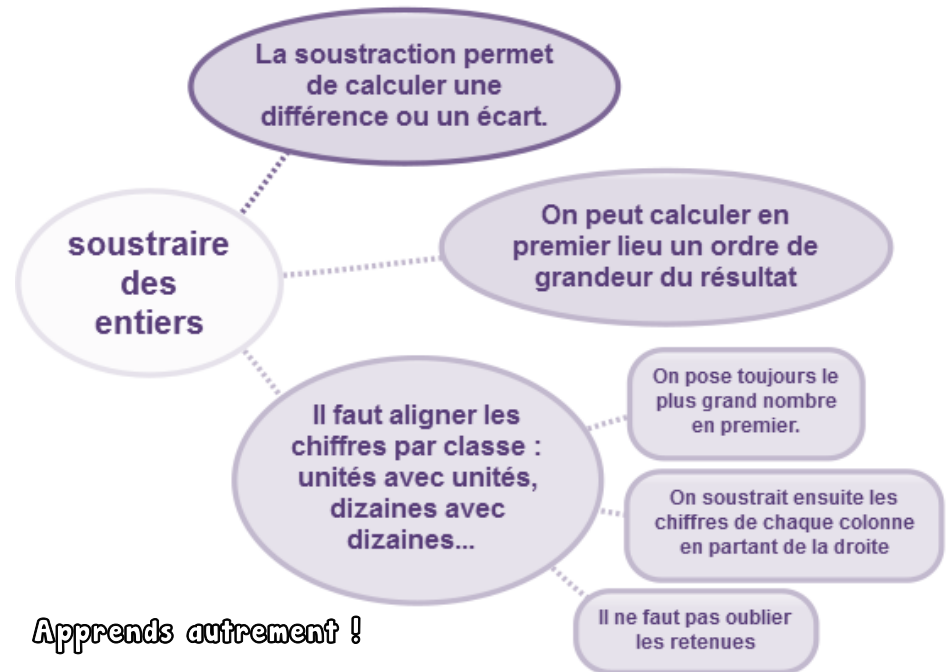 La soustraction permet
de calculer une
différence ou un écart.
soustraire
des
entiers
On peut calculer en
premier lieu un ordre de
grandeur du résultat
Il faut aligner les
chiffres par classe :
unités avec unités,
dizaines avec
dizaines...
On pose toujours le
plus grand nombre
en premier.
On soustrait ensuite les
chiffres de chaque colonne
en partant de la droite
Il ne faut pas oublier
les retenues
Apprends autrement !